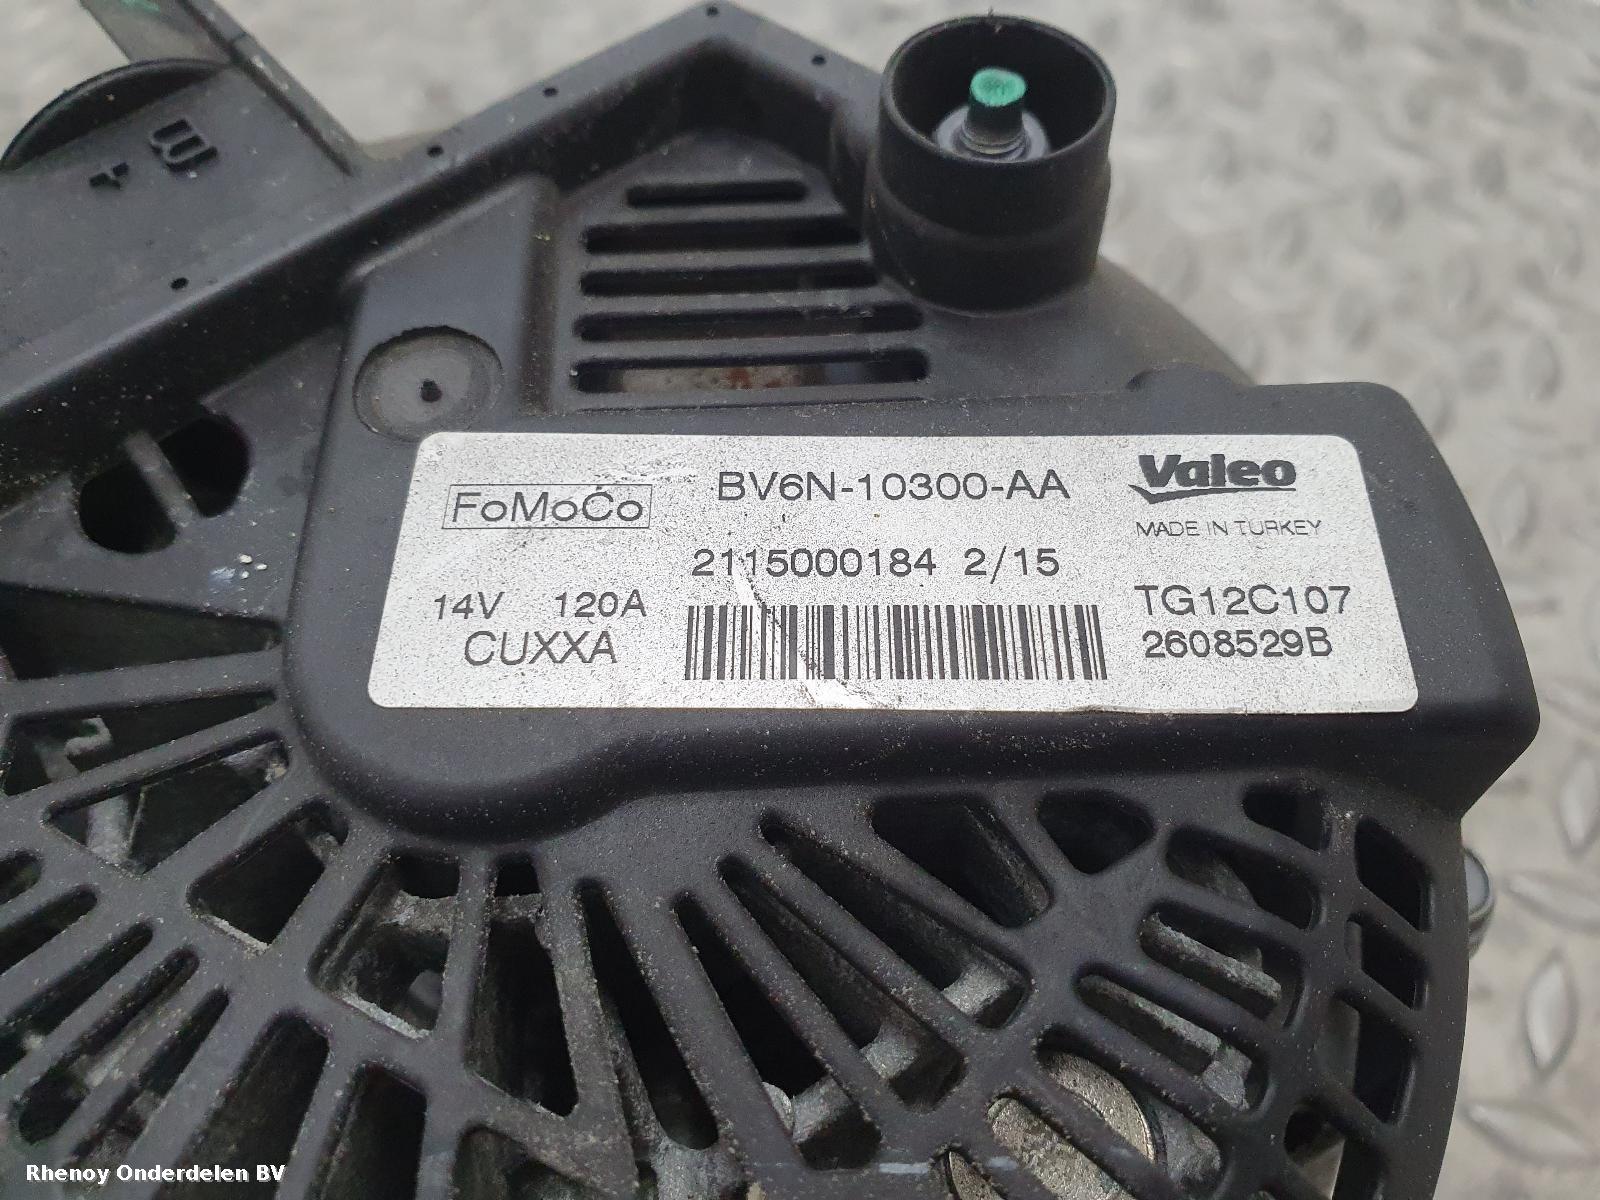 FoMoCo
BV6N-10300-AA
Valeo
MADE IN TURKEY
2115000184 2/15
14V 120A
CUXXA
TG12C107
2608529B
Rhenoy Onderdelen BV